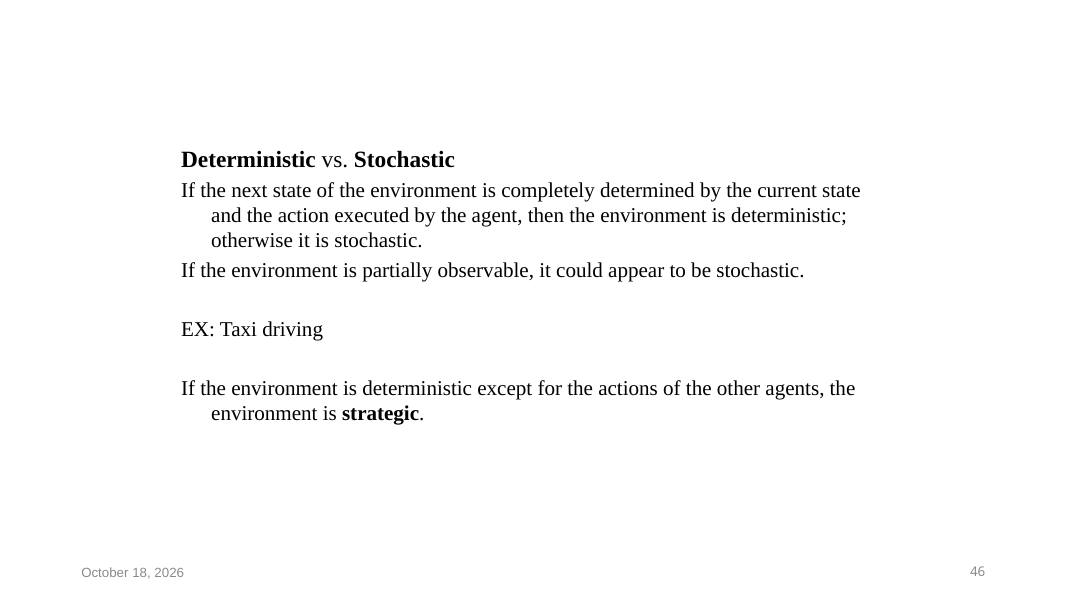 Deterministic vs. Stochastic
If the next state of the environment is completely determined by the current state
and the action executed by the agent, then the environment is deterministic;
otherwise it is stochastic.
If the environment is partially observable, it could appear to be stochastic.
EX: Taxi driving
If the environment is deterministic except for the actions of the other agents, the
environment is strategic.
October 18, 2026
46